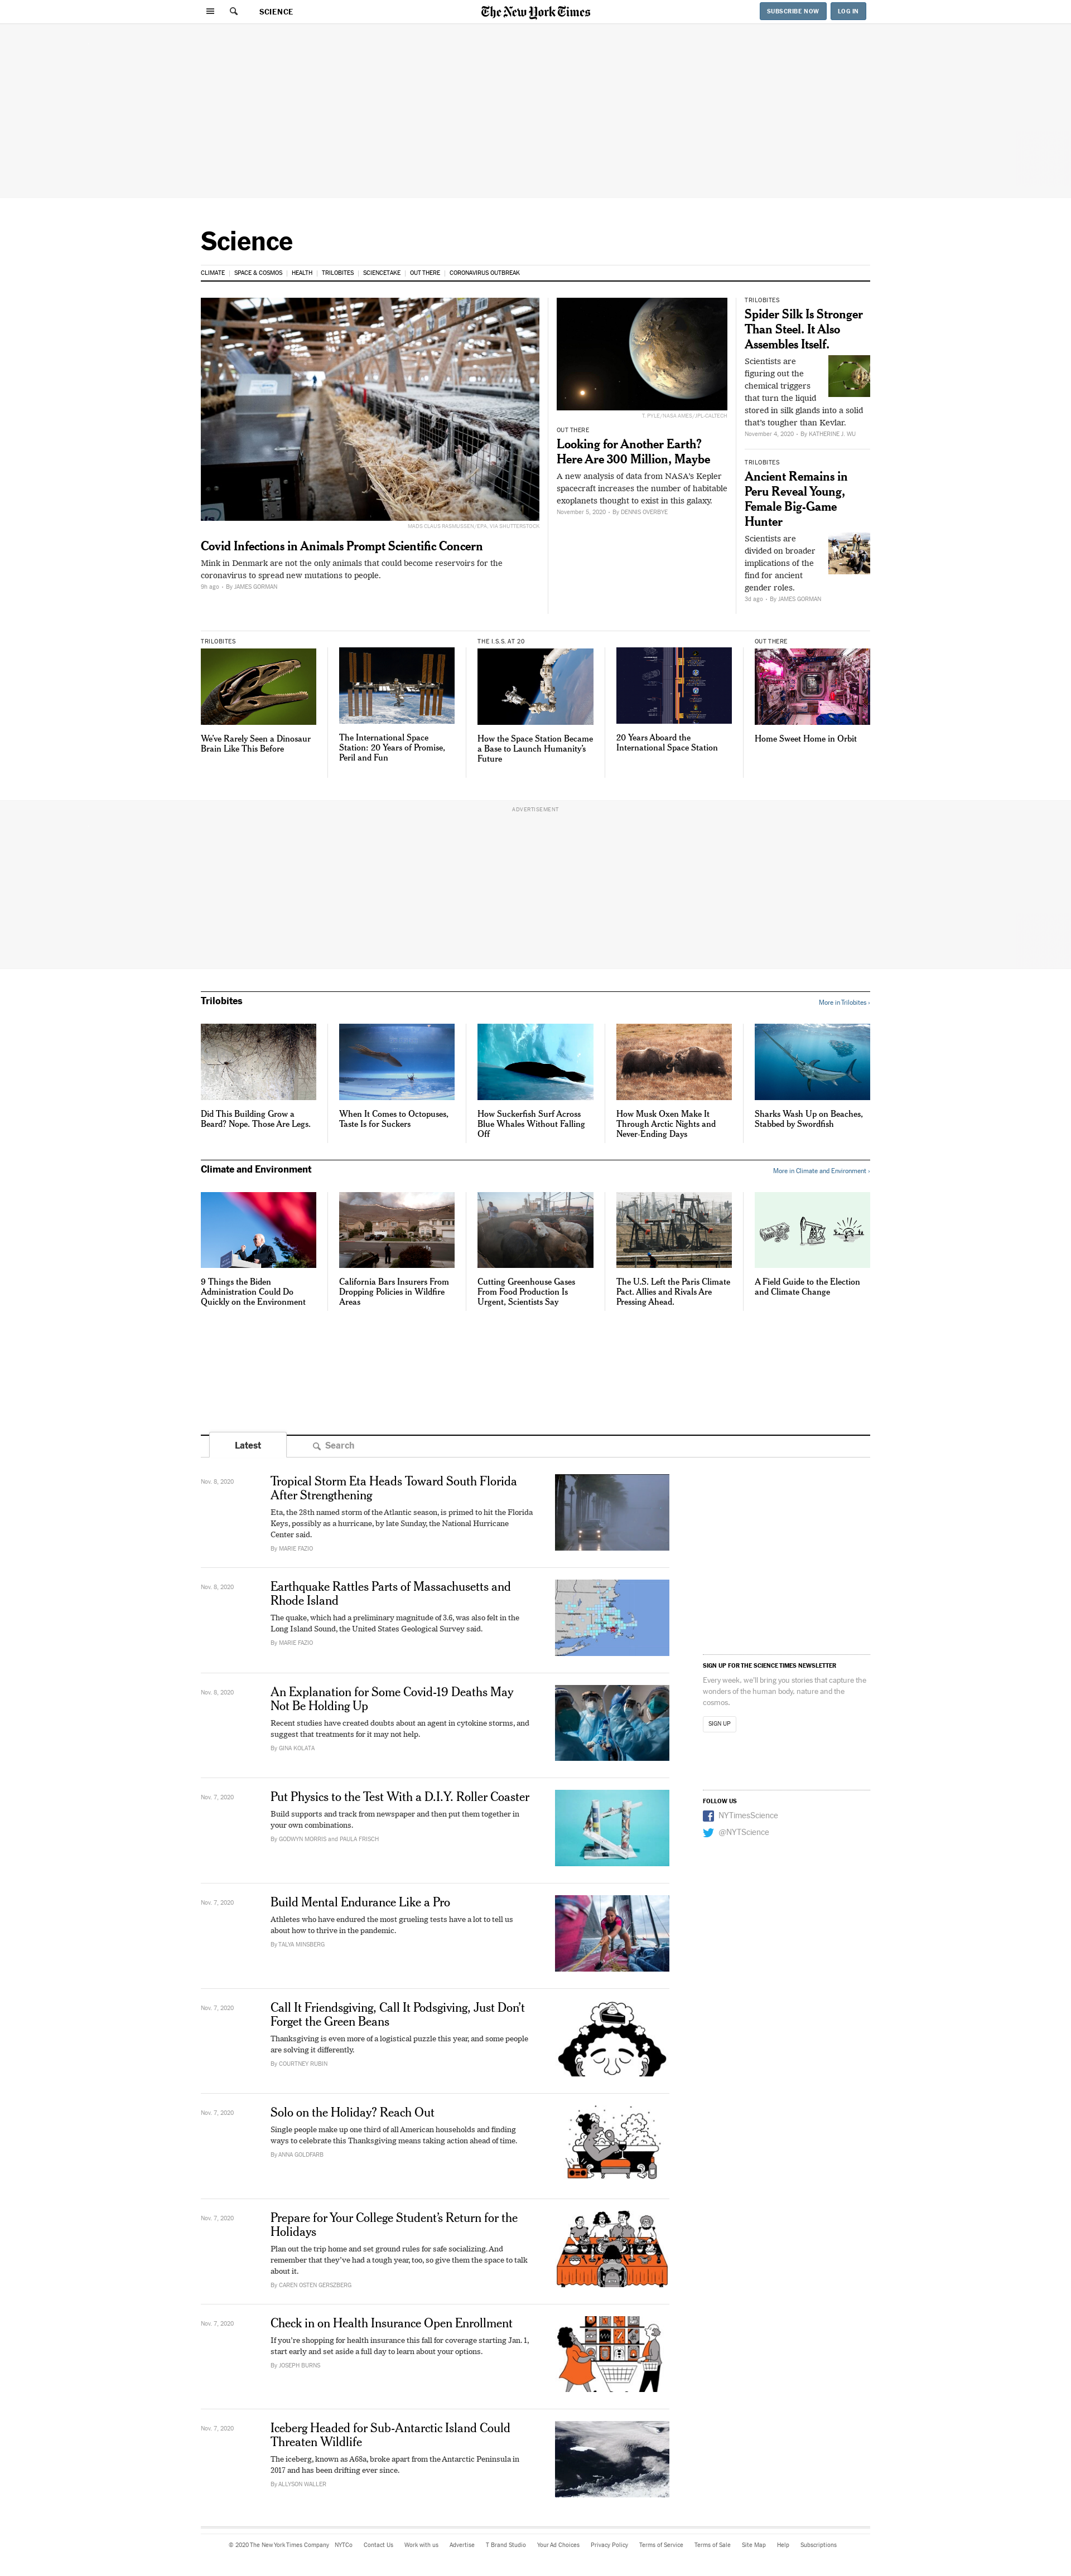 SCIENCE
The New York Times
SUBSCRIBE NOW
LOG IN
Science
CLIMATE
SPACE & COSMOS
HEALTH
TRILOBITES
SCIENCETAKE
OUT THERE
CORONAVIRUS OUTBREAK
MADS CLAUS RASMUSSEN/EPA, VIA SHUTTERSTOCK
Covid Infections in Animals Prompt Scientific Concern
Mink in Denmark are not the only animals that could become reservoirs for the
coronavirus to spread new mutations to people.
9h ago · By JAMES GORMAN
T. PYLE/NASA AMES/JPL-CALTECH
OUT THERE
Looking for Another Earth?
Here Are 300 Million, Maybe
A new analysis of data from NASA's Kepler
spacecraft increases the number of habitable
exoplanets thought to exist in this galaxy.
November 5, 2020 · By DENNIS OVERBYE
TRILOBITES
Spider Silk Is Stronger
Than Steel. It Also
Assembles Itself.
Scientists are
figuring out the
chemical triggers
that turn the liquid
stored in silk glands into a solid
that's tougher than Kevlar.
November 4, 2020 · By KATHERINE J. WU
TRILOBITES
Ancient Remains in
Peru Reveal Young,
Female Big-Game
Hunter
Scientists are
divided on broader
implications of the
find for ancient
gender roles.
3d ago · By JAMES GORMAN
TRILOBITES
We've Rarely Seen a Dinosaur
Brain Like This Before
The International Space
Station: 20 Years of Promise,
Peril and Fun
THE I.S.S. AT 20
How the Space Station Became
a Base to Launch Humanity's
Future
20 Years Aboard the
International Space Station
OUT THERE
Home Sweet Home in Orbit
ADVERTISEMENT
Trilobites
More in Trilobites ›
Did This Building Grow a
Beard? Nope. Those Are Legs.
When It Comes to Octopuses,
Taste Is for Suckers
How Suckerfish Surf Across
Blue Whales Without Falling
Off
How Musk Oxen Make It
Through Arctic Nights and
Never-Ending Days
Sharks Wash Up on Beaches,
Stabbed by Swordfish
Climate and Environment
More in Climate and Environment ›
9 Things the Biden
Administration Could Do
Quickly on the Environment
California Bars Insurers From
Dropping Policies in Wildfire
Areas
Cutting Greenhouse Gases
From Food Production Is
Urgent, Scientists Say
The U.S. Left the Paris Climate
Pact. Allies and Rivals Are
Pressing Ahead.
A Field Guide to the Election
and Climate Change
Latest
Search
Nov. 8, 2020
Tropical Storm Eta Heads Toward South Florida
After Strengthening
Eta, the 28th named storm of the Atlantic season, is primed to hit the Florida
Keys, possibly as a hurricane, by late Sunday, the National Hurricane
Center said.
By MARIE FAZIO
Nov. 8, 2020
Earthquake Rattles Parts of Massachusetts and
Rhode Island
The quake, which had a preliminary magnitude of 3.6, was also felt in the
Long Island Sound, the United States Geological Survey said.
By MARIE FAZIO
Nov. 8, 2020
An Explanation for Some Covid-19 Deaths May
Not Be Holding Up
Recent studies have created doubts about an agent in cytokine storms, and
suggest that treatments for it may not help.
By GINA KOLATA
Nov. 7, 2020
Put Physics to the Test With a D.I.Y. Roller Coaster
Build supports and track from newspaper and then put them together in
your own combinations.
By GODWYN MORRIS and PAULA FRISCH
Nov. 7, 2020
Build Mental Endurance Like a Pro
Athletes who have endured the most grueling tests have a lot to tell us
about how to thrive in the pandemic.
By TALYA MINSBERG
Nov. 7, 2020
Call It Friendsgiving, Call It Podsgiving, Just Don't
Forget the Green Beans
Thanksgiving is even more of a logistical puzzle this year, and some people
are solving it differently.
By COURTNEY RUBIN
Nov. 7, 2020
Solo on the Holiday? Reach Out
Single people make up one third of all American households and finding
ways to celebrate this Thanksgiving means taking action ahead of time.
By ANNA GOLDFARB
Nov. 7, 2020
Prepare for Your College Student's Return for the
Holidays
Plan out the trip home and set ground rules for safe socializing. And
remember that they've had a tough year, too, so give them the space to talk
about it.
By CAREN OSTEN GERSZBERG
Nov. 7, 2020
Check in on Health Insurance Open Enrollment
If you're shopping for health insurance this fall for coverage starting Jan. 1,
start early and set aside a full day to learn about your options.
By JOSEPH BURNS
Nov. 7, 2020
Iceberg Headed for Sub-Antarctic Island Could
Threaten Wildlife
The iceberg, known as A68a, broke apart from the Antarctic Peninsula in
2017 and has been drifting ever since.
By ALLYSON WALLER
SIGN UP FOR THE SCIENCE TIMES NEWSLETTER
Every week, we'll bring you stories that capture the
wonders of the human body, nature and the
cosmos.
SIGN UP
FOLLOW US
NYTimesScience
@NYTScience
© 2020 The New York Times Company
NYTCo
Contact Us
Work with us
Advertise
T Brand Studio
Your Ad Choices
Privacy Policy
Terms of Service
Terms of Sale
Site Map
Help
Subscriptions